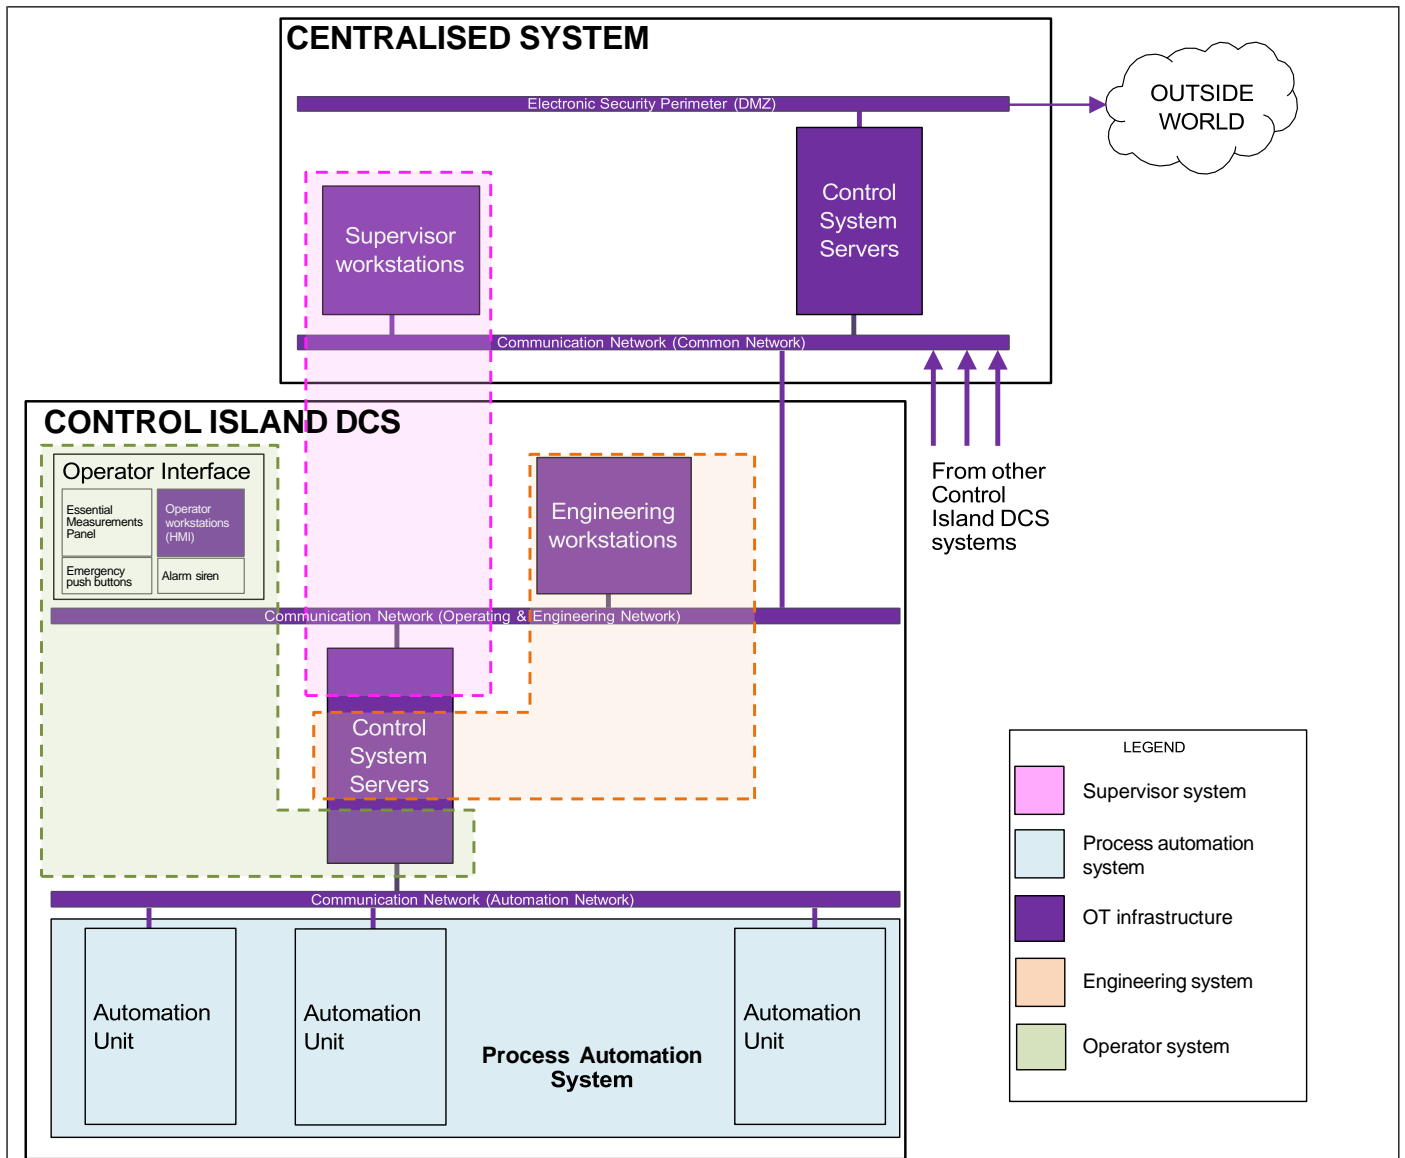 CENTRALISED SYSTEM
Electronic Security Perimeter (DMZ)
OUTSIDE
WORLD
Control
System
Servers
Supervisor
workstations
Communication Network (Common Network)
CONTROL ISLAND DCS
Operator Interface
Essential
Measurements
Panel
Operator
workstations
(HMI)
Emergency
push buttons
Alarm siren
Engineering
workstations
From other
Control
Island DCS
systems
Communication Network (Operating & Engineering Network)
Control
System
Servers
Communication Network (Automation Network)
Automation
Unit
Automation
Unit
Process Automation
System
Automation
Unit
LEGEND
Supervisor system
Process automation
system
OT infrastructure
Engineering system
Operator system